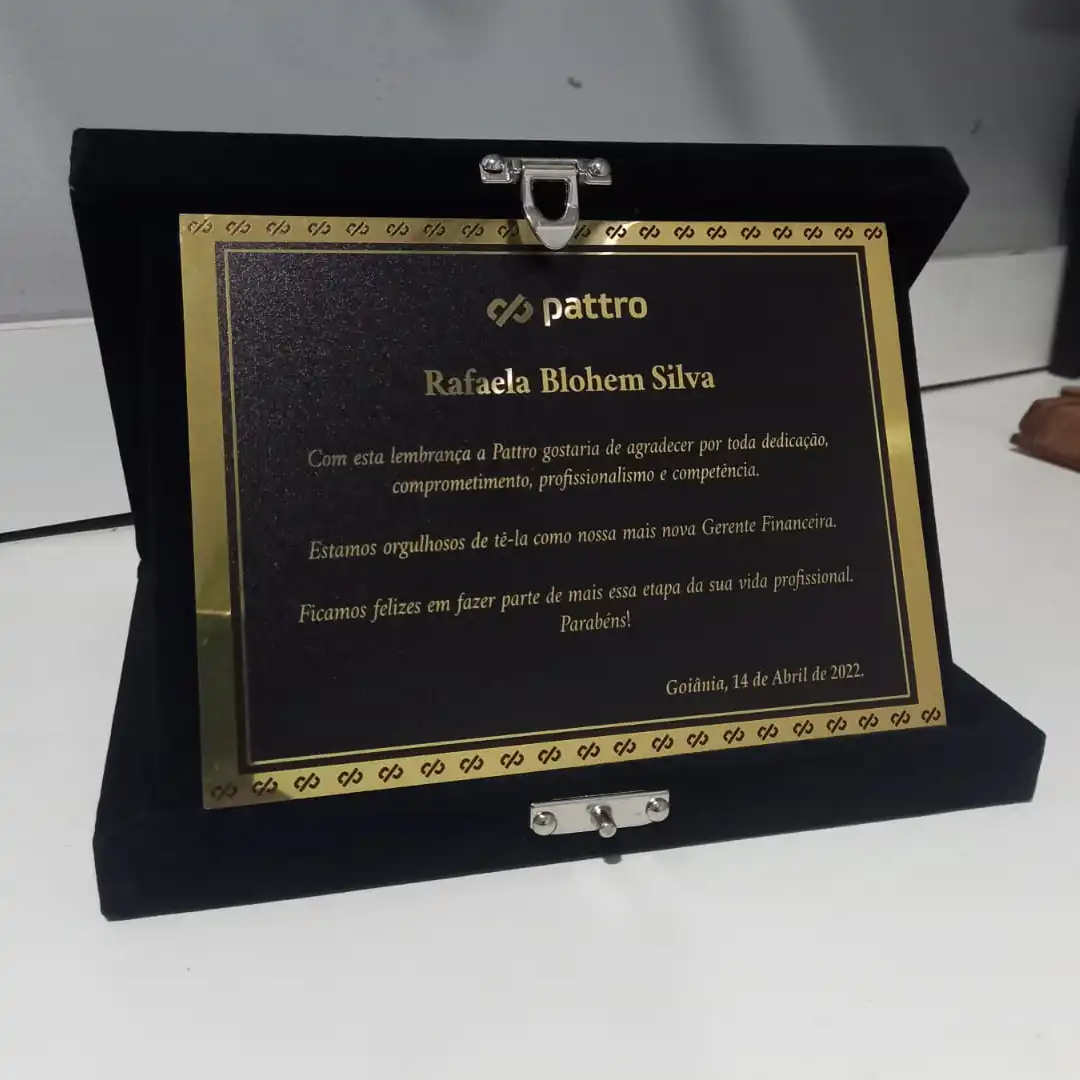 pattro
Rafaela Blohem Silva
Com esta lembrança a Pattro gostaria de agradecer por toda dedicação,
comprometimento, profissionalismo e competência.
Estamos orgulhosos de tê-la como nossa mais nova Gerente Financeira.
Ficamos felizes em fazer parte de mais essa etapa da sua vida profissional.
Parabéns!
Goiânia, 14 de Abril de 2022.